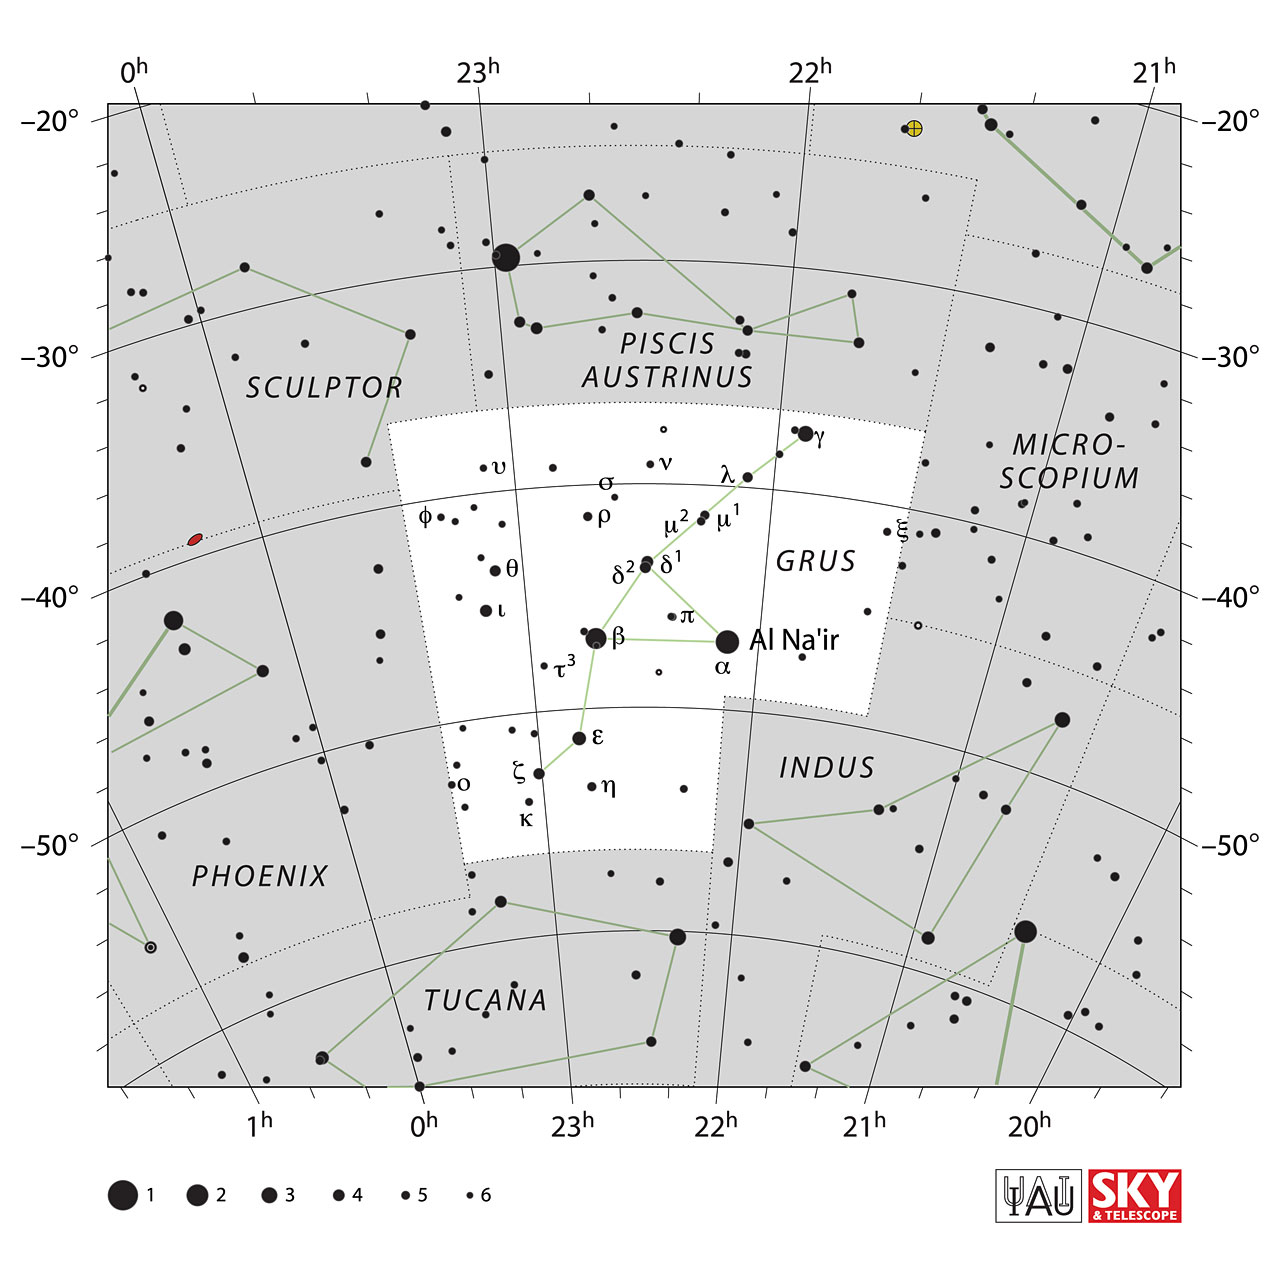 0h 23h 22h 21h
–20° –20°
–30° –30°
–40° –40°
–50° –50°
PISCIS
AUSTRINUS
SCULPTOR
MICRO-
SCOPIUM
γ
υ ν λ
σ
φ ρ μ² μ¹ ξ
GRUS
θ δ² δ¹
ι π
β Al Na'ir
τ³ α
ε
ζ INDUS
ο η
κ
PHOENIX
TUCANA
1h 0h 23h 22h 21h 20h
1 2 3 4 5 6
IAU
SKY
& TELESCOPE